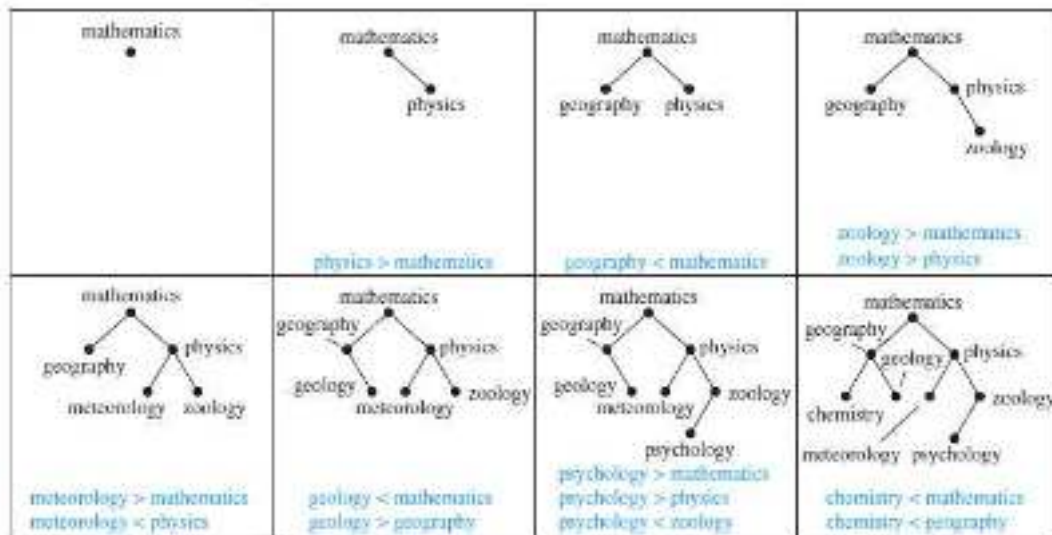 mathematics
mathematics
physics
physics > mathematics
mathematics
geography
physics
geography < mathematics
mathematics
geography
physics
zoology
zoology > mathematics
zoology > physics
mathematics
geography
physics
meteorology
zoology
meteorology > mathematics
meteorology < physics
mathematics
geography
physics
geology
meteorology
zoology
geology < mathematics
geology > geography
mathematics
geography
physics
geology
meteorology
zoology
psychology
psychology > mathematics
psychology > physics
psychology < zoology
mathematics
geography
geology
physics
chemistry
zoology
meteorology
psychology
chemistry < mathematics
chemistry < geography